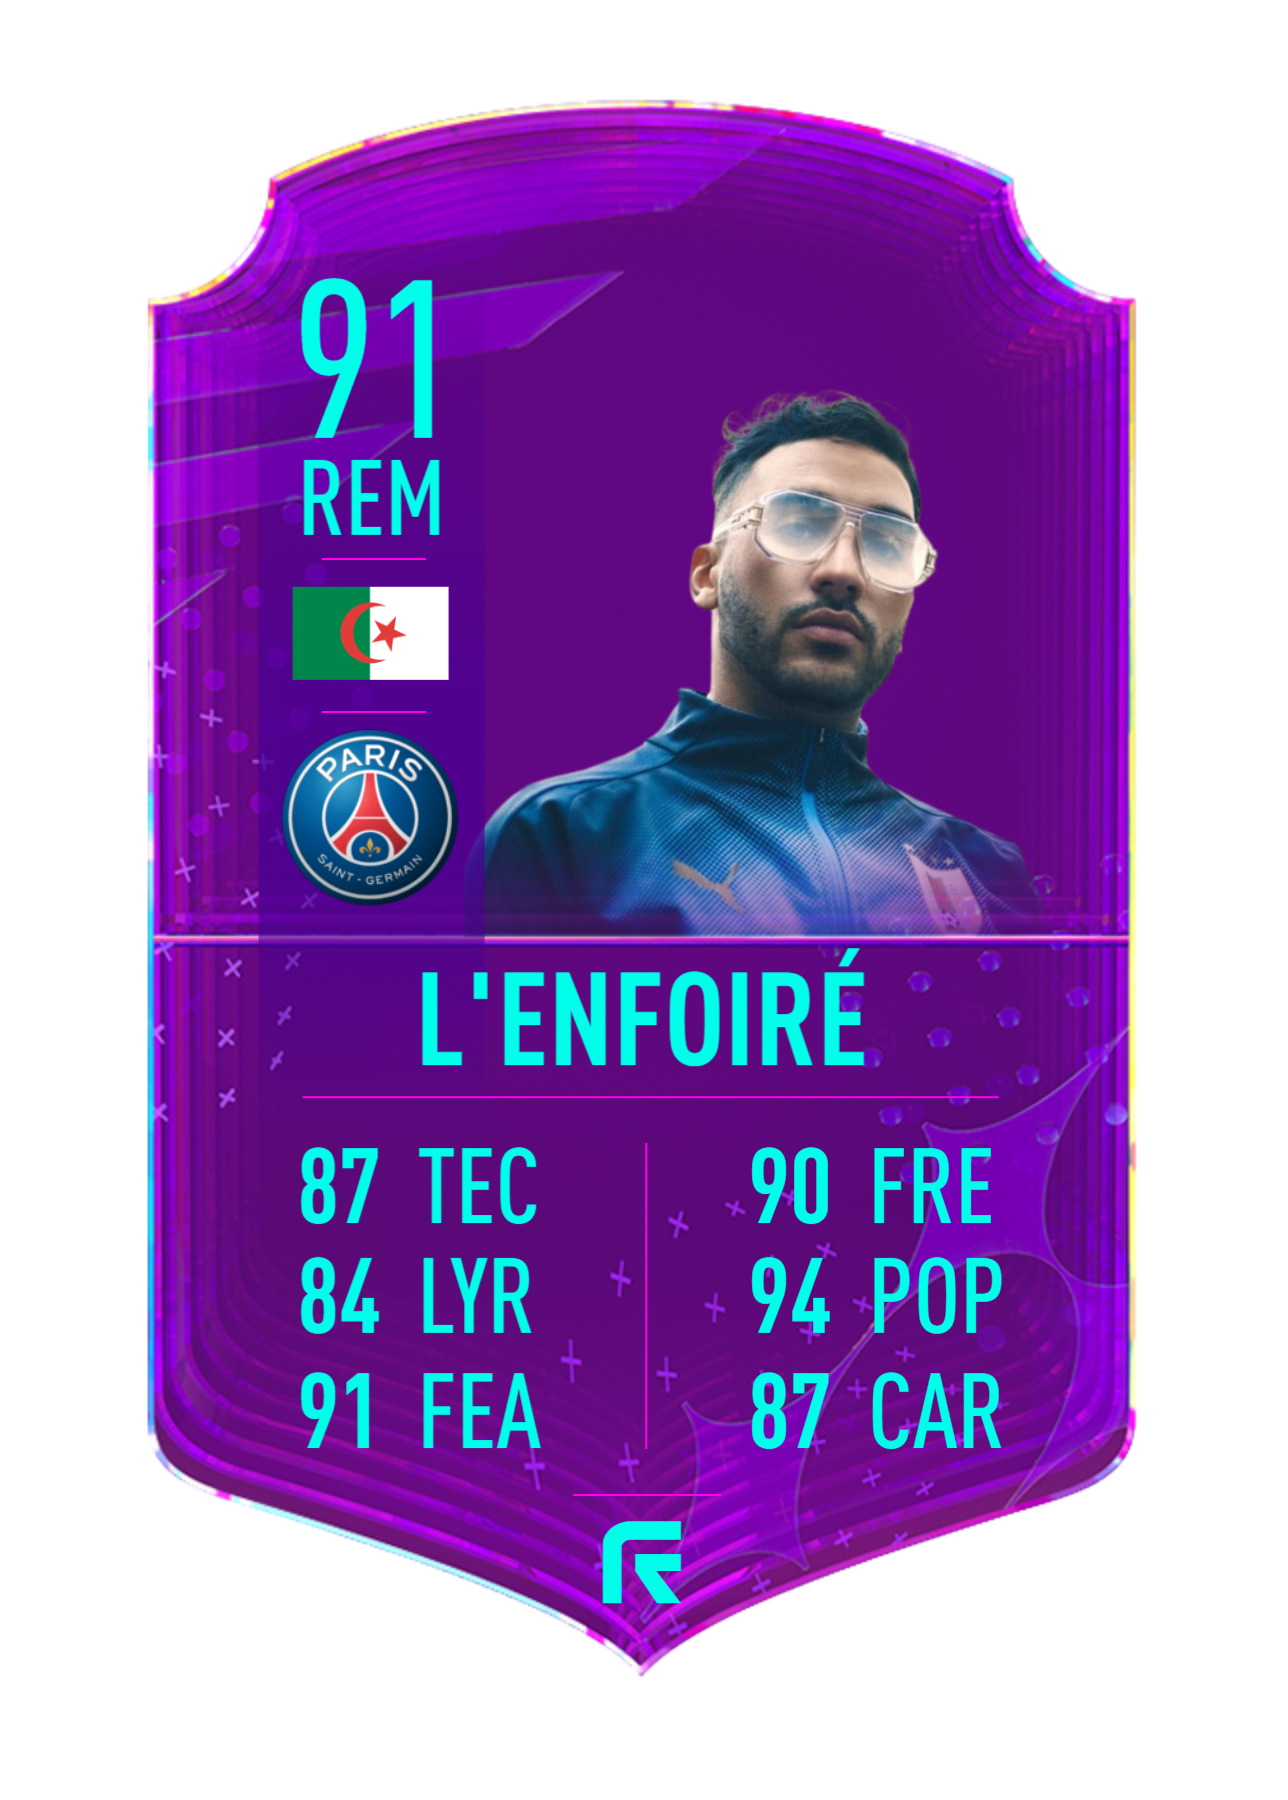 91
REM
PARIS
SAINT - GERMAIN
L'ENFOIRÉ
87 TEC
84 LYR
91 FEA
90 FRE
94 POP
87 CAR